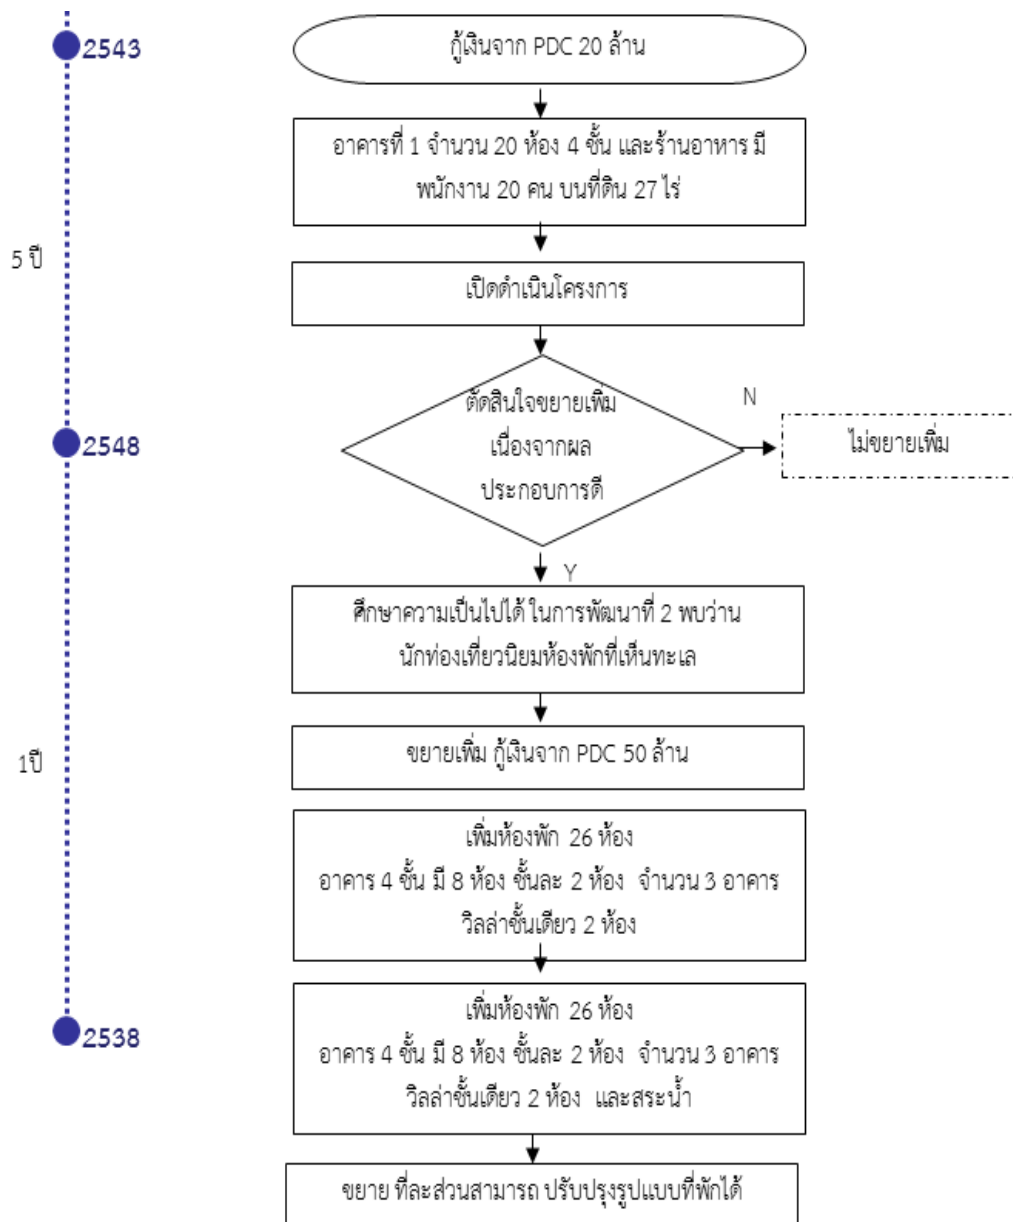 2543
กู้เงินจาก PDC 20 ล้าน
อาคารที่ 1 จำนวน 20 ห้อง 4 ชั้น และร้านอาหาร มี
พนักงาน 20 คน บนที่ดิน 27 ไร่
5 ปี
เปิดดำเนินโครงการ
ตัดสินใจขยายเพิ่ม
เนื่องจากผล
ประกอบการดี
N
2548
ไม่ขยายเพิ่ม
Y
ศึกษาความเป็นไปได้ ในการพัฒนาที่ 2 พบว่าน
นักท่องเที่ยวนิยมห้องพักที่เห็นทะเล
1ปี
ขยายเพิ่ม กู้เงินจาก PDC 50 ล้าน
เพิ่มห้องพัก 26 ห้อง
อาคาร 4 ชั้น มี 8 ห้อง ชั้นละ 2 ห้อง จำนวน 3 อาคาร
วิลล่าชั้นเดียว 2 ห้อง
2538
เพิ่มห้องพัก 26 ห้อง
อาคาร 4 ชั้น มี 8 ห้อง ชั้นละ 2 ห้อง จำนวน 3 อาคาร
วิลล่าชั้นเดียว 2 ห้อง และสระน้ำ
ขยาย ที่ละส่วนสามารถ ปรับปรุงรูปแบบที่พักได้